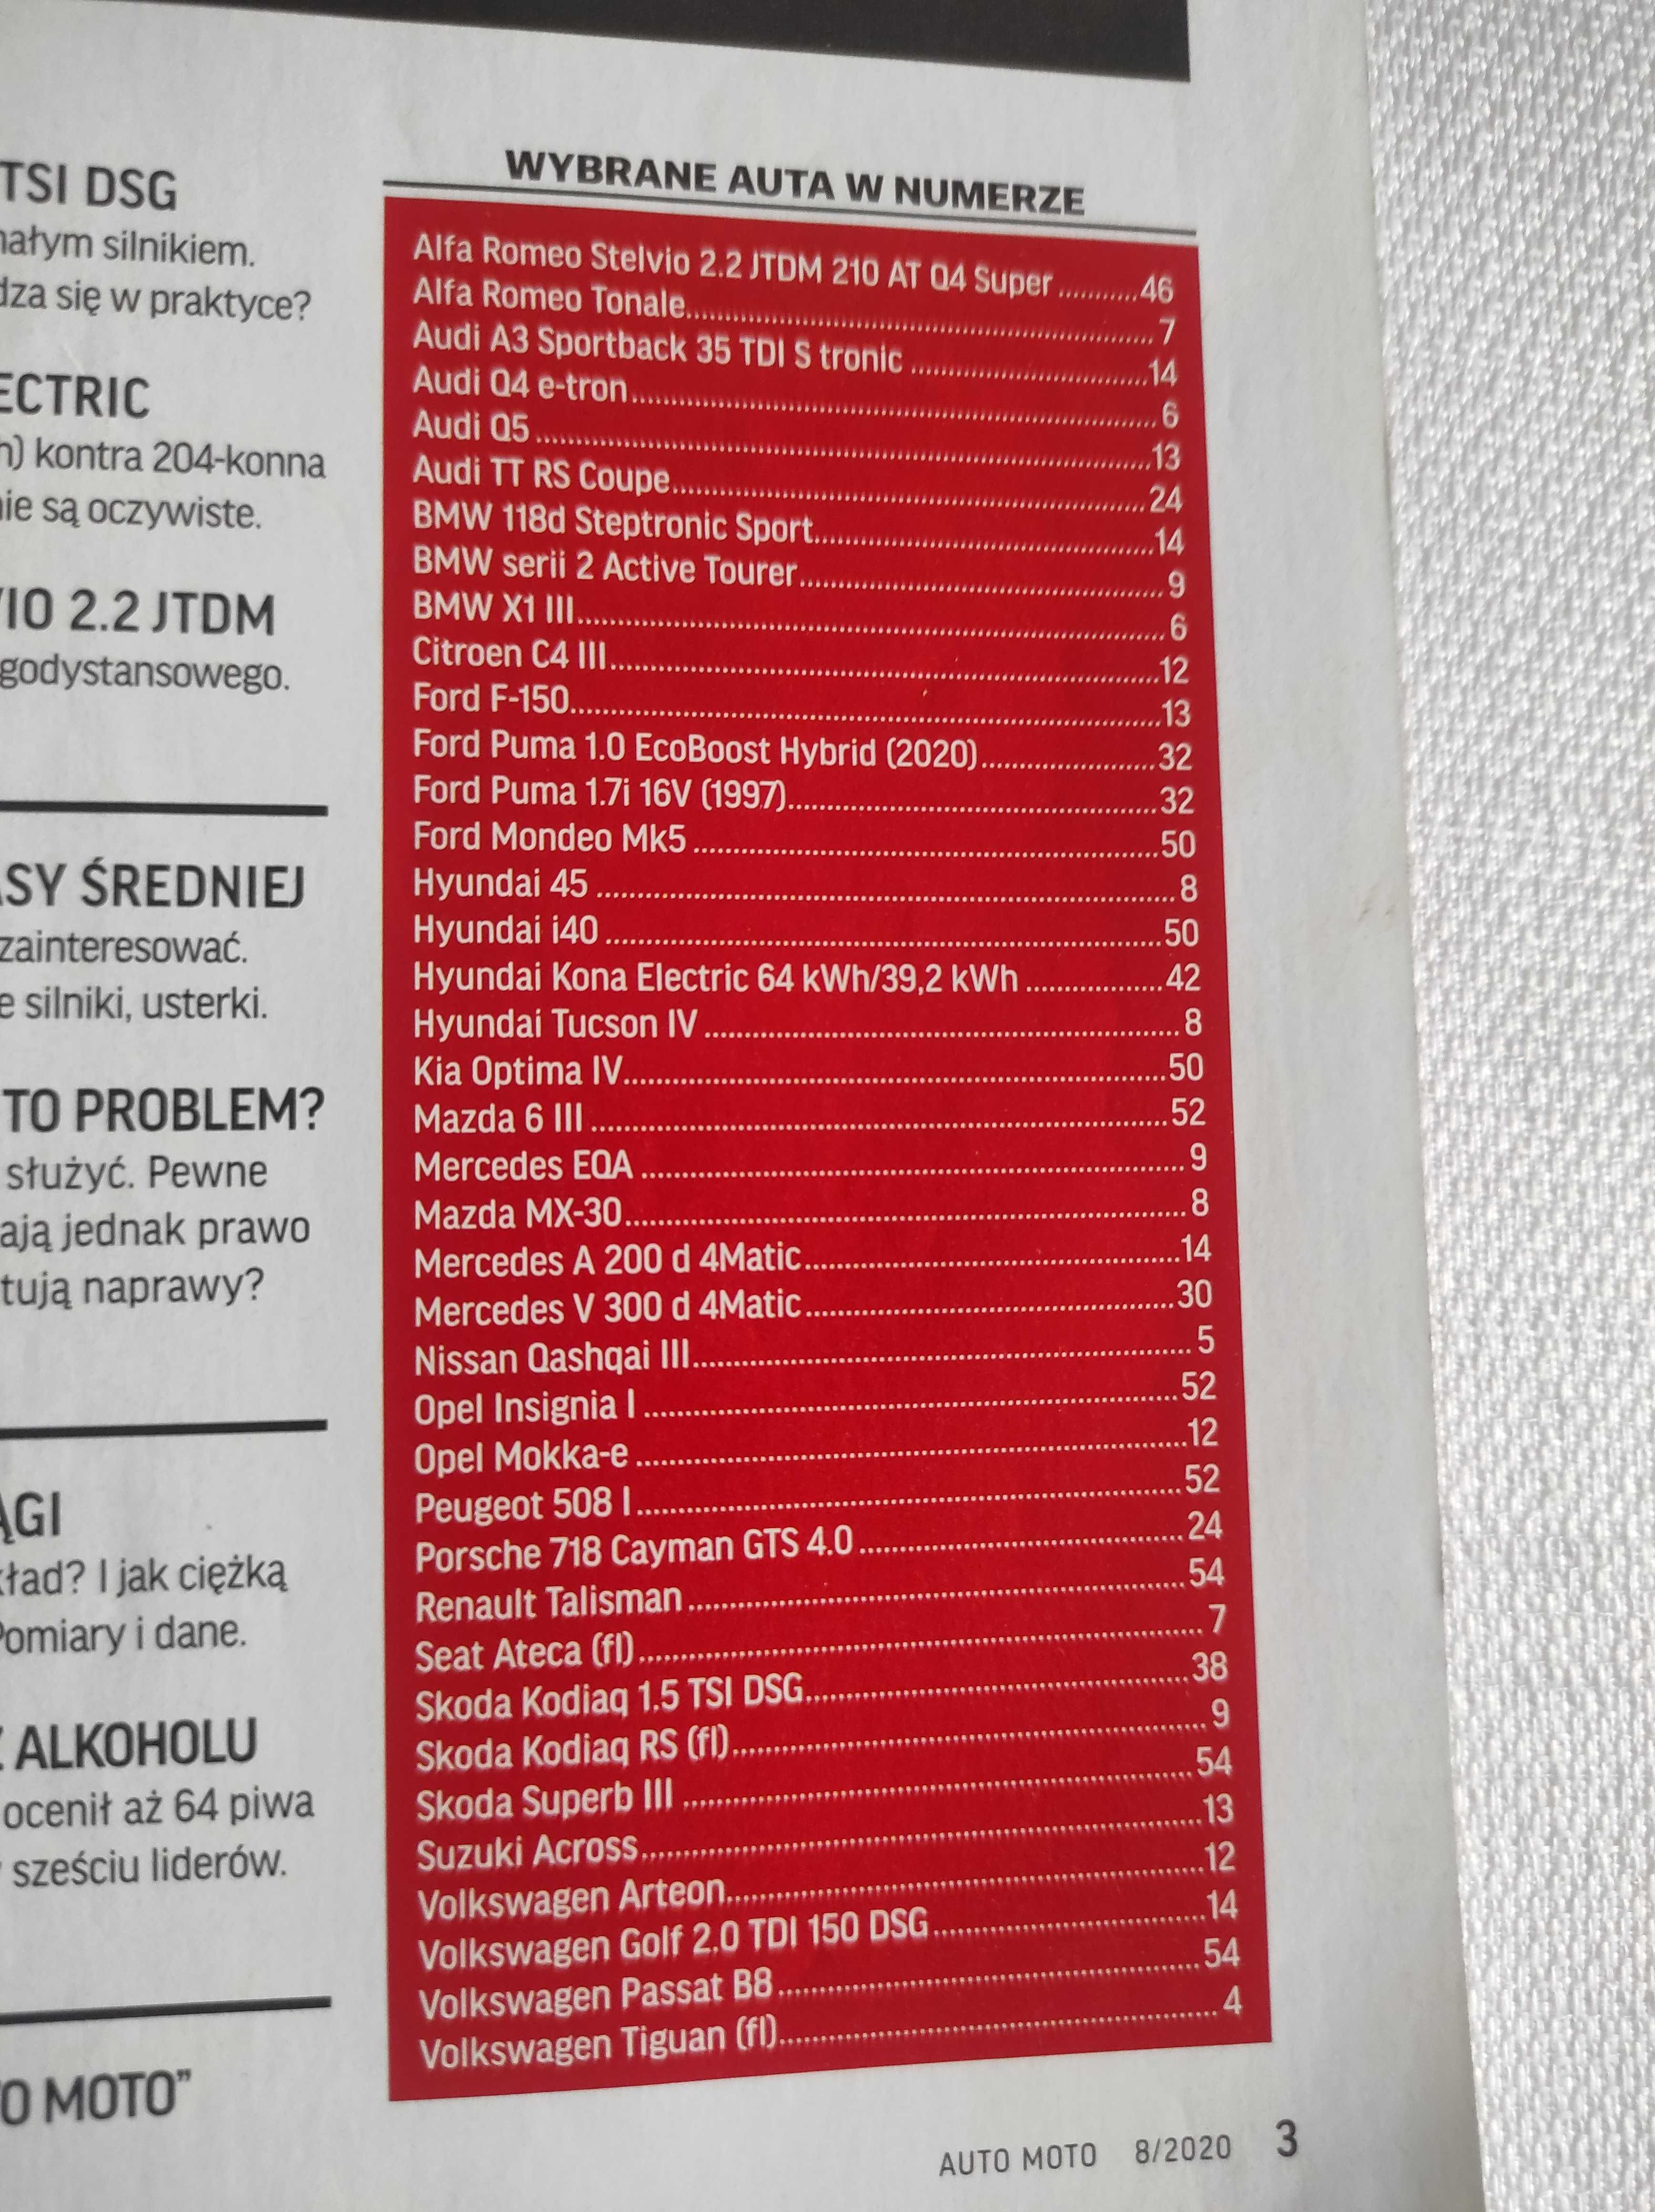 TSI DSG
małym silnikiem.
dza się w praktyce?
ECTRIC
h) kontra 204-konna
nie są oczywiste.
VIO 2.2 JTDM
godystansowego.
ASY ŚREDNIEJ
zainteresować.
e silniki, usterki.
TO PROBLEM?
służyć. Pewne
ają jednak prawo
tują naprawy?
ĄGI
kład? I jak ciężką
Pomiary i dane.
Z ALKOHOLU
ocenił aż 64 piwa
sześciu liderów.
O MOTO”
WYBRANE AUTA W NUMERZE
Alfa Romeo Stelvio 2.2 JTDM 210 AT Q4 Super ........... 46
Alfa Romeo Tonale ........... 7
Audi A3 Sportback 35 TDI S tronic ........... 14
Audi Q4 e-tron ........... 6
Audi Q5 ........... 13
Audi TT RS Coupe ........... 24
BMW 118d Steptronic Sport ........... 14
BMW serii 2 Active Tourer ........... 9
BMW X1 III ........... 6
Citroen C4 III ........... 12
Ford F-150 ........... 13
Ford Puma 1.0 EcoBoost Hybrid (2020) ........... 32
Ford Puma 1.7i 16V (1997) ........... 32
Ford Mondeo Mk5 ........... 50
Hyundai 45 ........... 8
Hyundai i40 ........... 50
Hyundai Kona Electric 64 kWh/39,2 kWh ........... 42
Hyundai Tucson IV ........... 8
Kia Optima IV ........... 50
Mazda 6 III ........... 52
Mercedes EQA ........... 9
Mazda MX-30 ........... 8
Mercedes A 200 d 4Matic ........... 14
Mercedes V 300 d 4Matic ........... 30
Nissan Qashqai III ........... 5
Opel Insignia I ........... 52
Opel Mokka-e ........... 12
Peugeot 508 I ........... 52
Porsche 718 Cayman GTS 4.0 ........... 24
Renault Talisman ........... 54
Seat Ateca (fl) ........... 7
Skoda Kodiaq 1.5 TSI DSG ........... 38
Skoda Kodiaq RS (fl) ........... 9
Skoda Superb III ........... 54
Suzuki Across ........... 13
Volkswagen Arteon ........... 12
Volkswagen Golf 2.0 TDI 150 DSG ........... 14
Volkswagen Passat B8 ........... 54
Volkswagen Tiguan (fl) ........... 4
AUTO MOTO 8/2020 3